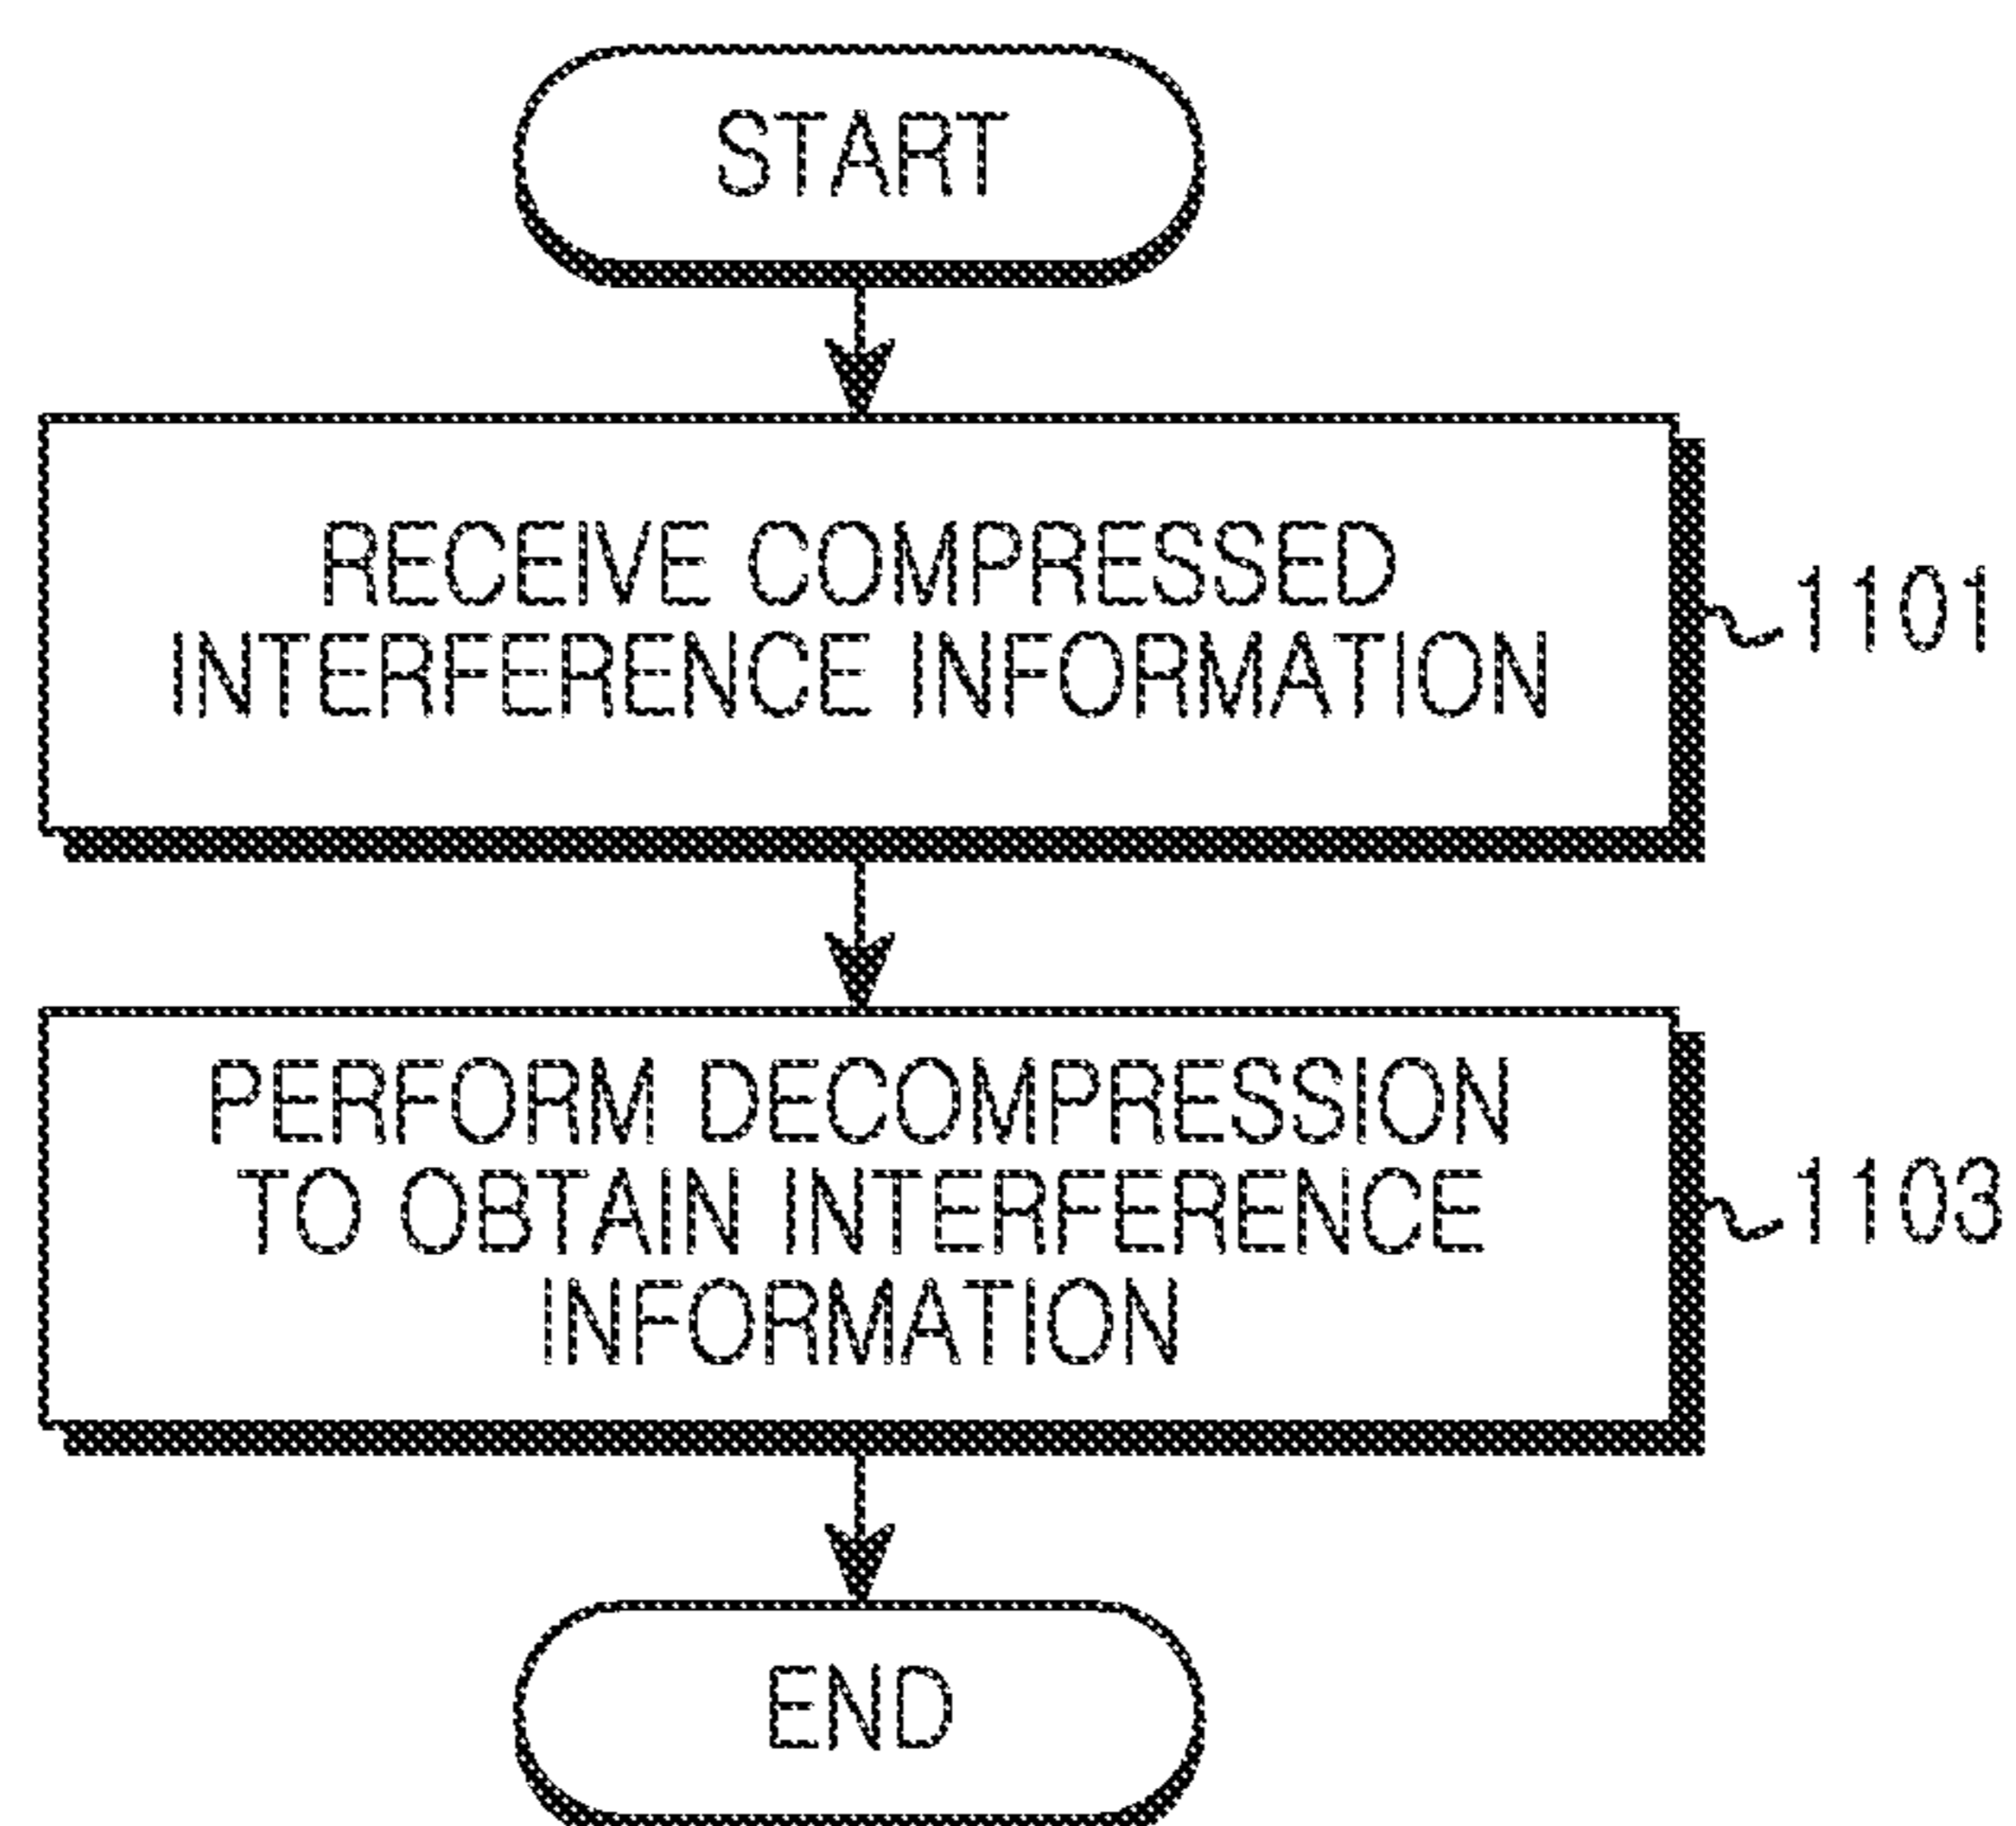 START
RECEIVE COMPRESSED
INTERFERENCE INFORMATION
1101
PERFORM DECOMPRESSION
TO OBTAIN INTERFERENCE
INFORMATION
1103
END